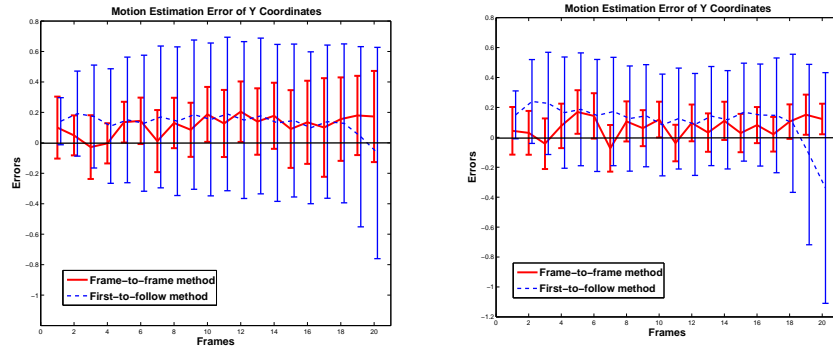 Motion Estimation Error of Y Coordinates
0.8
0.6
0.4
0.2
0
−0.2
−0.4
−0.6
−0.8
−1
Errors
0 2 4 6 8 10 12 14 16 18 20
Frames
Frame−to−frame method
First−to−follow method
Motion Estimation Error of Y Coordinates
0.8
0.6
0.4
0.2
0
−0.2
−0.4
−0.6
−0.8
−1
−1.2
Errors
0 2 4 6 8 10 12 14 16 18 20
Frames
Frame−to−frame method
First−to−follow method